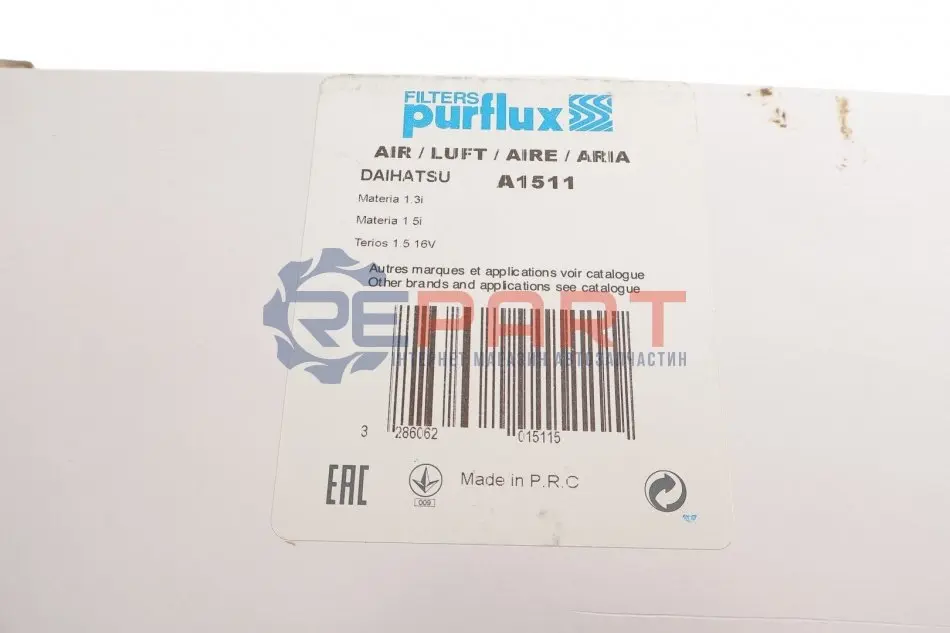 FILTERS
purflux
AIR / LUFT / AIRE / ARIA
DAIHATSU A1511
Materia 1.3i
Materia 1 5i
Terios 1.5 16V
Autres marques et applications voir catalogue
Other brands and applications see catalogue
REPART
ІНТЕРНЕТ МАГАЗИН АВТОЗАПЧАСТИН
3 286062 015115
EAC
009
Made in P.R.C